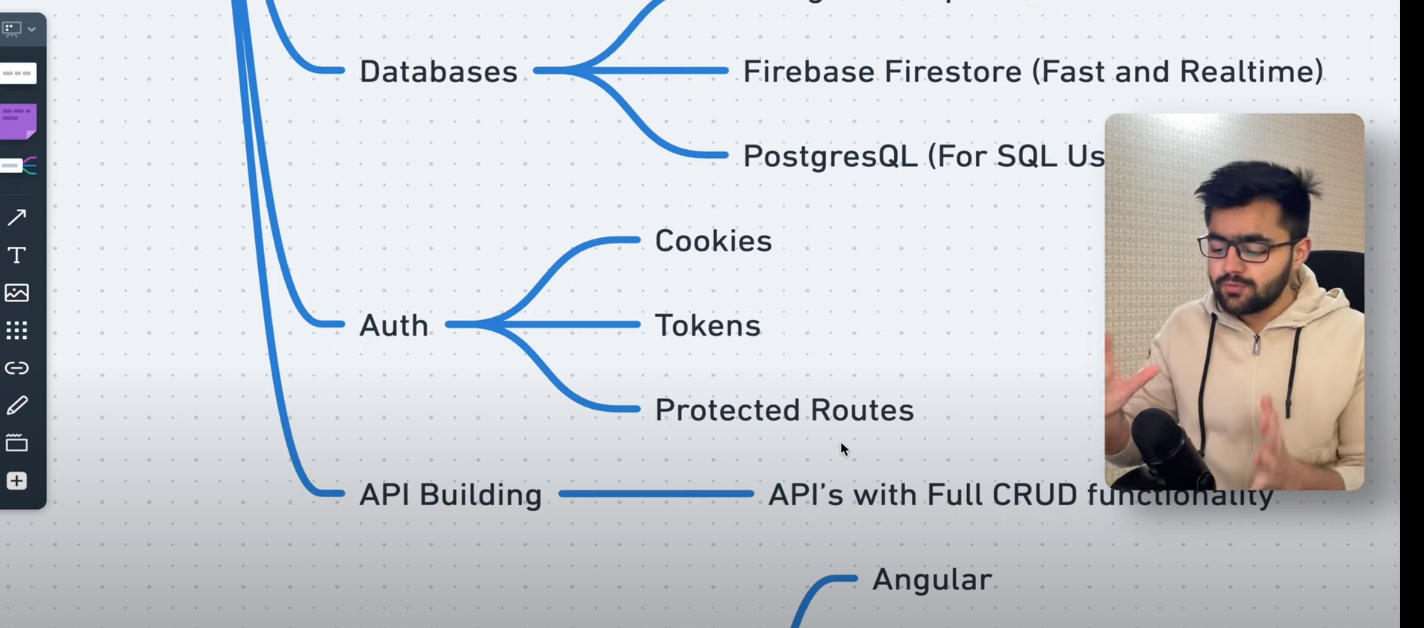 Databases
Firebase Firestore (Fast and Realtime)
PostgresQL (For SQL Us
Cookies
Auth
Tokens
Protected Routes
API Building
API's with Full CRUD functionality
Angular